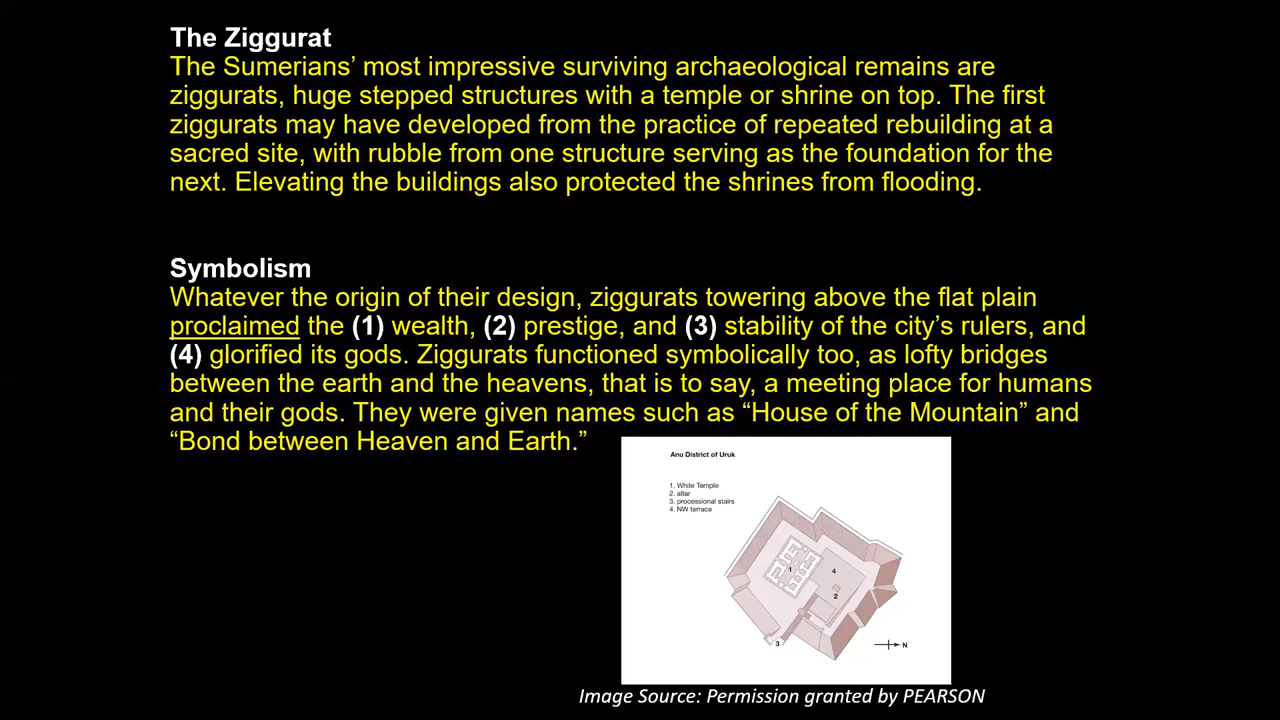 The Ziggurat
The Sumerians’ most impressive surviving archaeological remains are
ziggurats, huge stepped structures with a temple or shrine on top. The first
ziggurats may have developed from the practice of repeated rebuilding at a
sacred site, with rubble from one structure serving as the foundation for the
next. Elevating the buildings also protected the shrines from flooding.
Symbolism
Whatever the origin of their design, ziggurats towering above the flat plain
proclaimed the (1) wealth, (2) prestige, and (3) stability of the city’s rulers, and
(4) glorified its gods. Ziggurats functioned symbolically too, as lofty bridges
between the earth and the heavens, that is to say, a meeting place for humans
and their gods. They were given names such as “House of the Mountain” and
“Bond between Heaven and Earth.”
Anu District of Uruk
1. White Temple
2. altar
3. processional stairs
4. NW terrace
1
4
2
3
N
Image Source: Permission granted by PEARSON